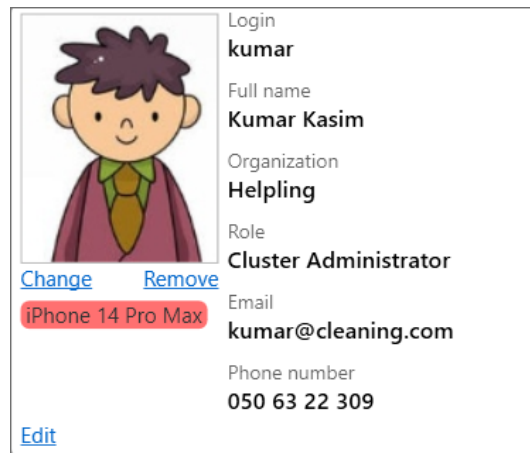 Login
kumar
Full name
Kumar Kasim
Organization
Helpling
Role
Cluster Administrator
Change Remove
Email
iPhone 14 Pro Max
kumar@cleaning.com
Phone number
050 63 22 309
Edit